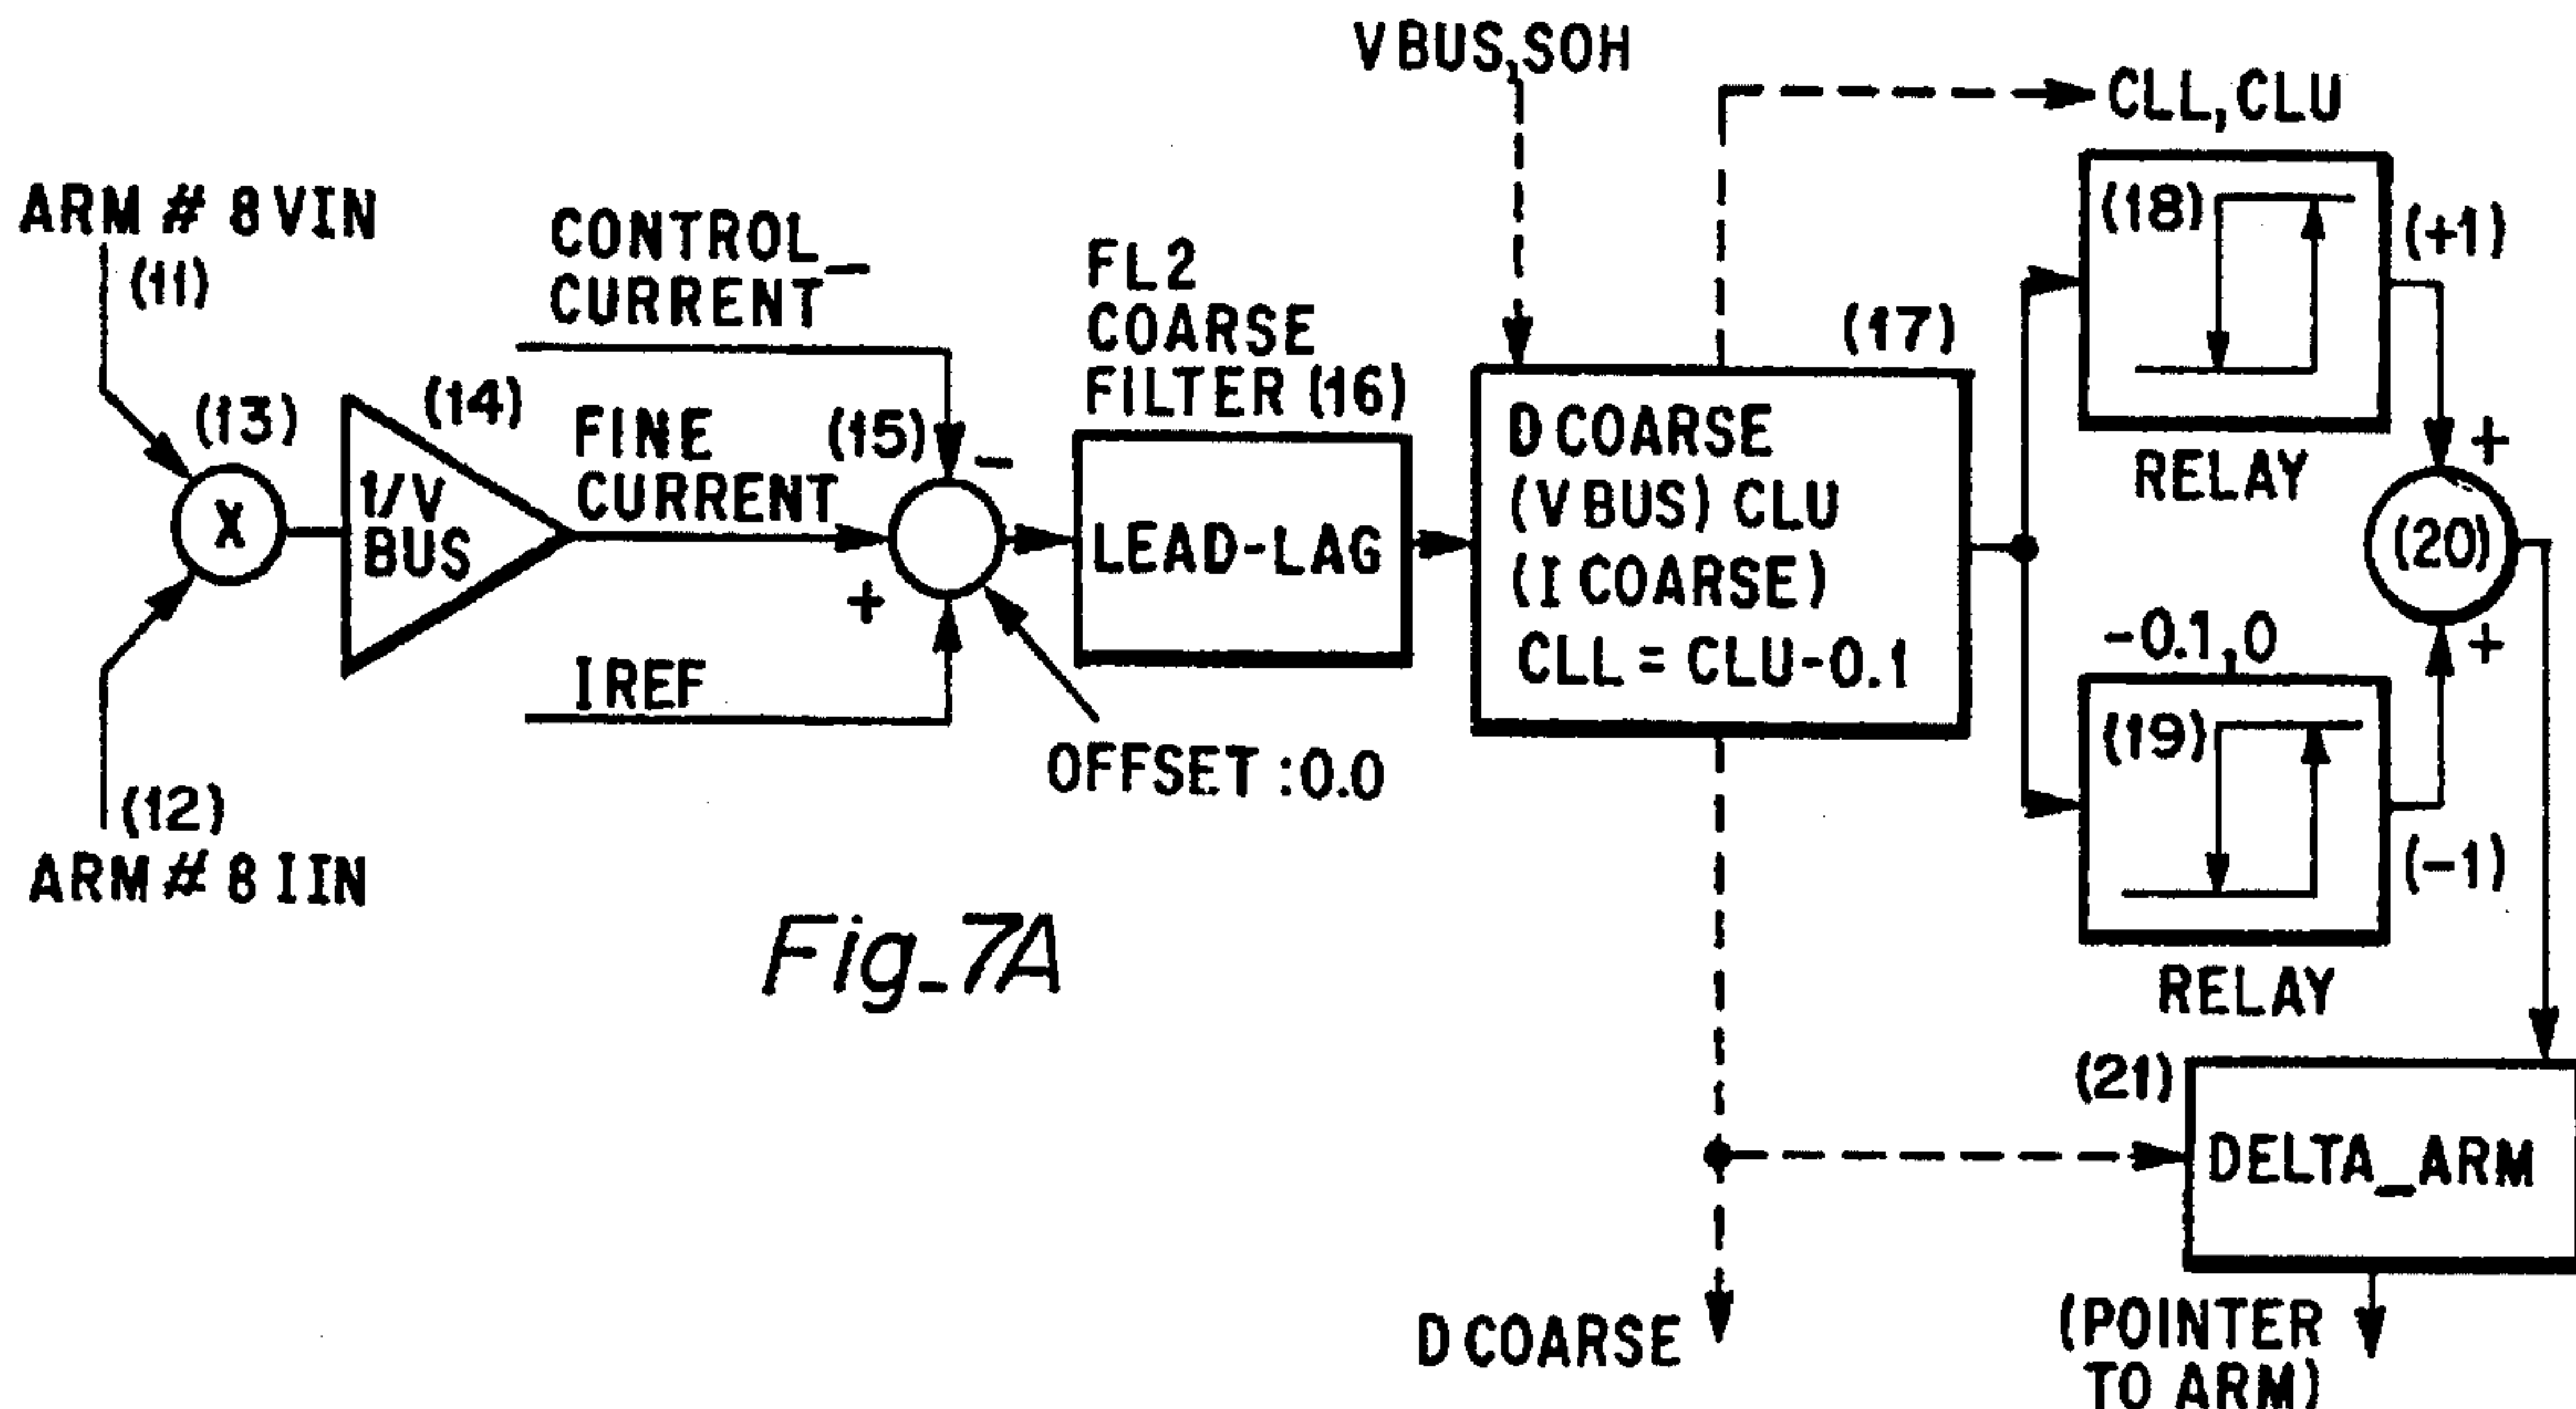 V BUS,SOH
CLL,CLU
ARM # 8 VIN
(11)
CONTROL_
CURRENT
FL2
COARSE
FILTER (16)
(17)
(18)
(+1)
RELAY
(13)
(14)
1/V
BUS
X
FINE
CURRENT
(15)
-
+
LEAD-LAG
D COARSE
(V BUS) CLU
(I COARSE)
CLL = CLU-0.1
+
(20)
+
-0.1,0
(19)
(-1)
RELAY
I REF
OFFSET :0.0
(12)
ARM # 8 IIN
Fig_7A
(21)
DELTA_ARM
D COARSE
(POINTER
TO ARM)